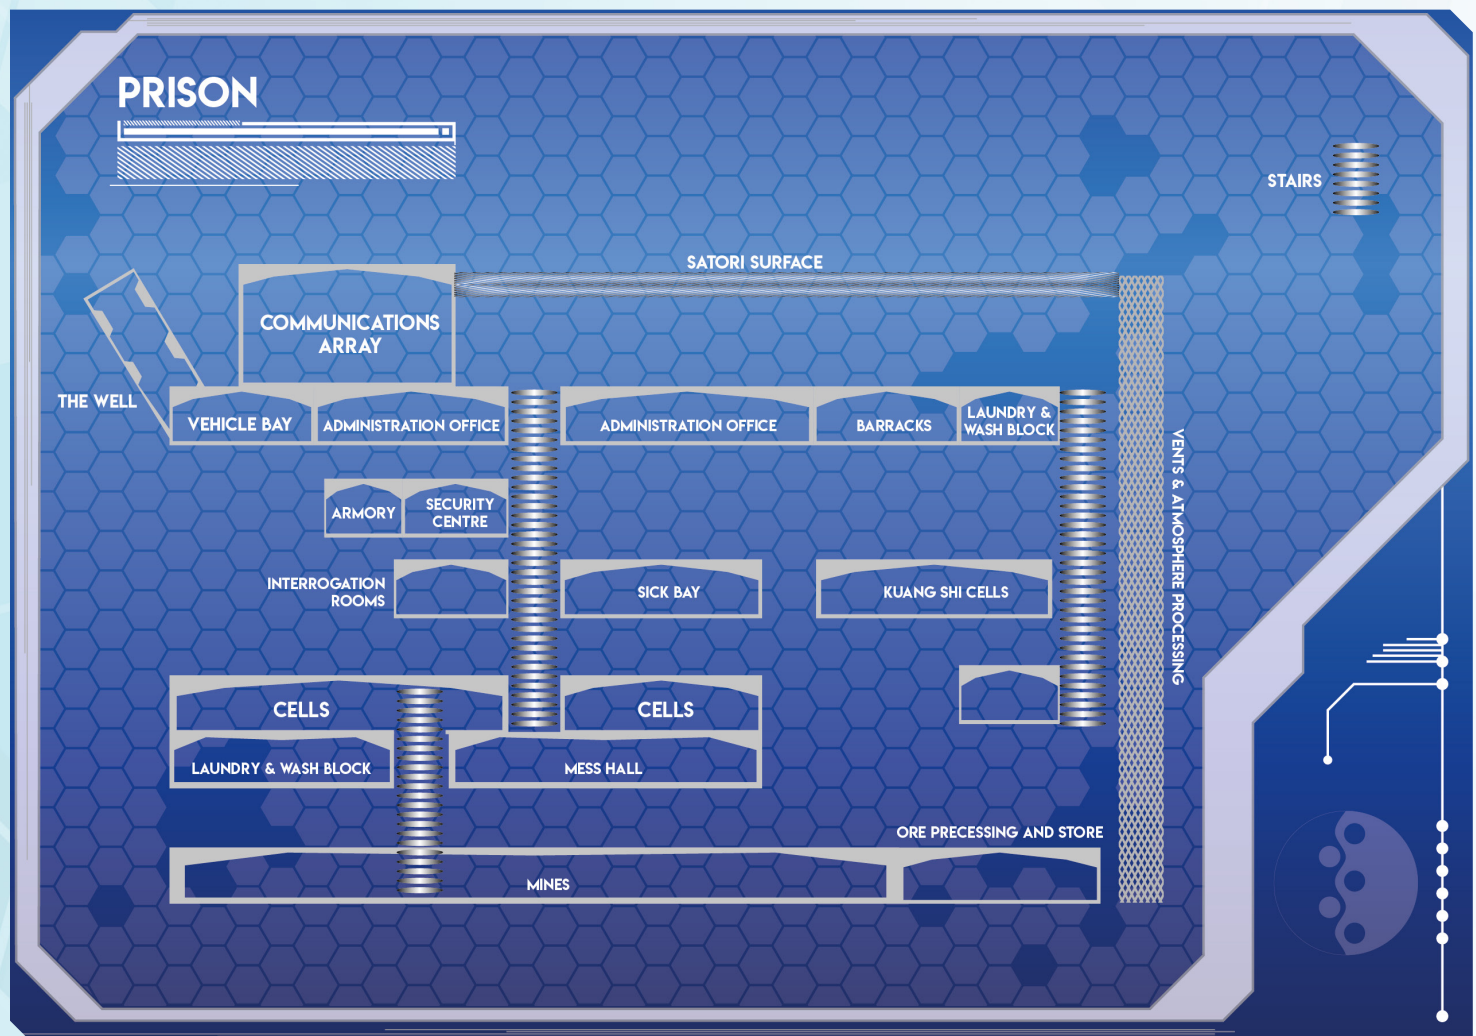 PRISON
STAIRS
SATORI SURFACE
COMMUNICATIONS
ARRAY
THE WELL
VEHICLE BAY
ADMINISTRATION OFFICE
ADMINISTRATION OFFICE
BARRACKS
LAUNDRY &
WASH BLOCK
VENTS & ATMOSPHERE PROCESSING
ARMORY
SECURITY
CENTRE
INTERROGATION
ROOMS
SICK BAY
KUANG SHI CELLS
CELLS
CELLS
LAUNDRY & WASH BLOCK
MESS HALL
ORE PRECESSING AND STORE
MINES